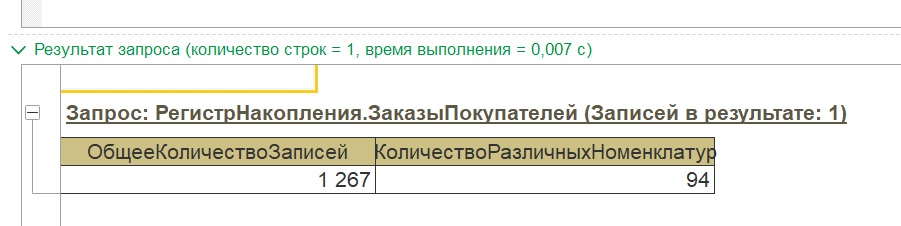 Результат запроса (количество строк = 1, время выполнения = 0,007 с)
Запрос: РегистрНакопления.ЗаказыПокупателей (Записей в результате: 1)
ОбщееКоличествоЗаписей КоличествоРазличныхНоменклатур
1 267 94